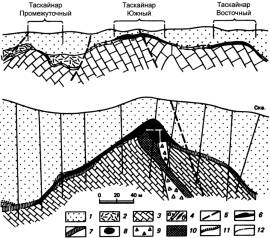 Таскайнар
Промежуточный
Таскайнар
Южный
Таскайнар
Восточный
Скв.
0 20 40 м
1 2 3 4 5 6
7 8 9 10 11 12